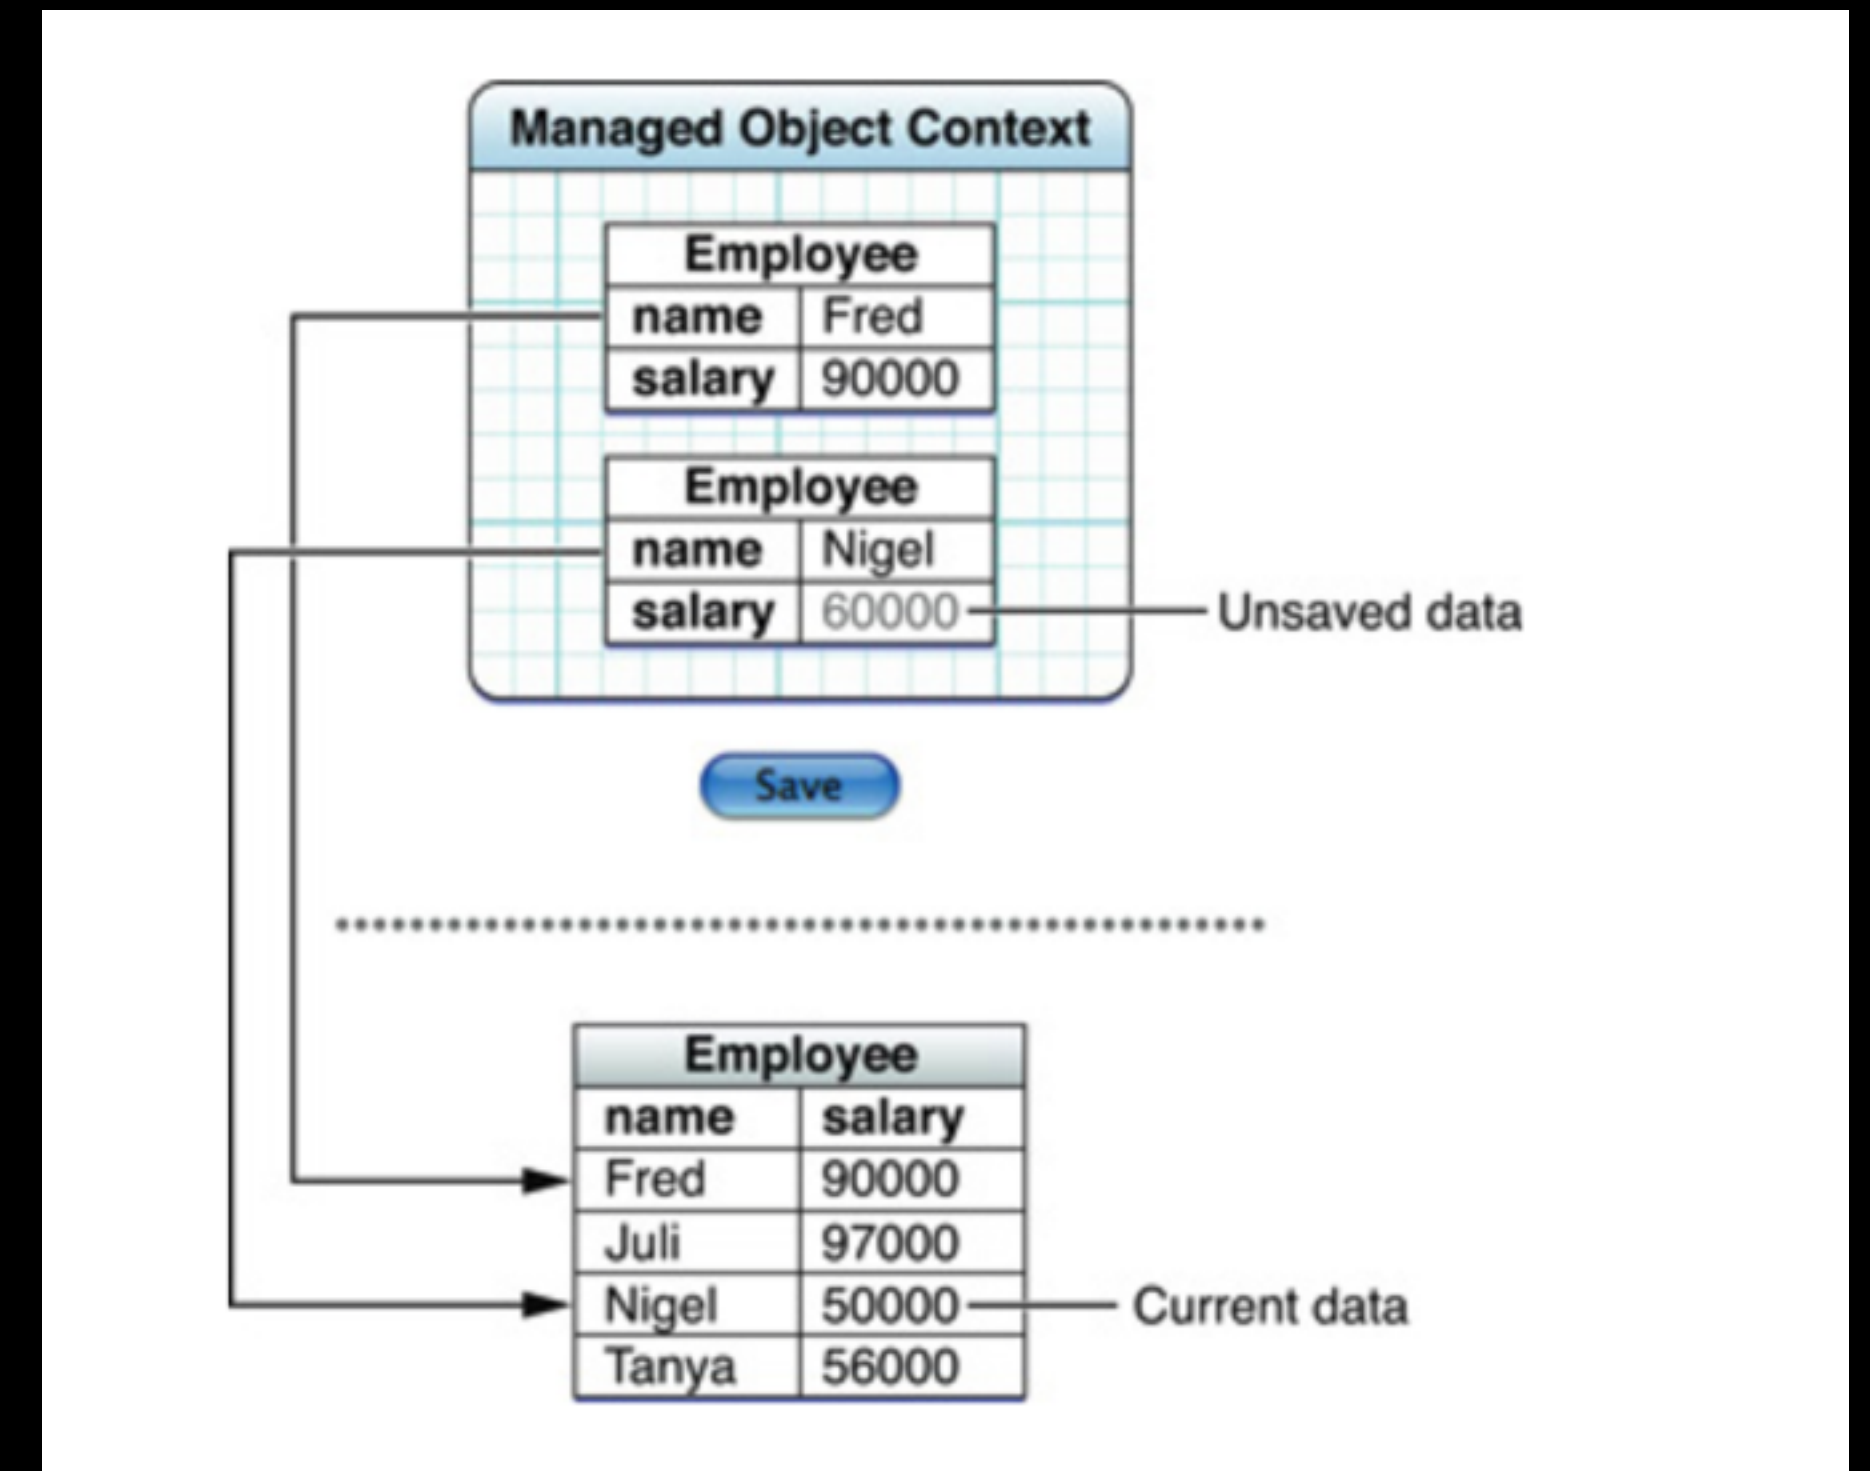 Managed Object Context
Employee
name Fred
salary 90000
Employee
name Nigel
salary 60000 Unsaved data
Save
Employee
name salary
Fred 90000
Juli 97000
Nigel 50000 Current data
Tanya 56000